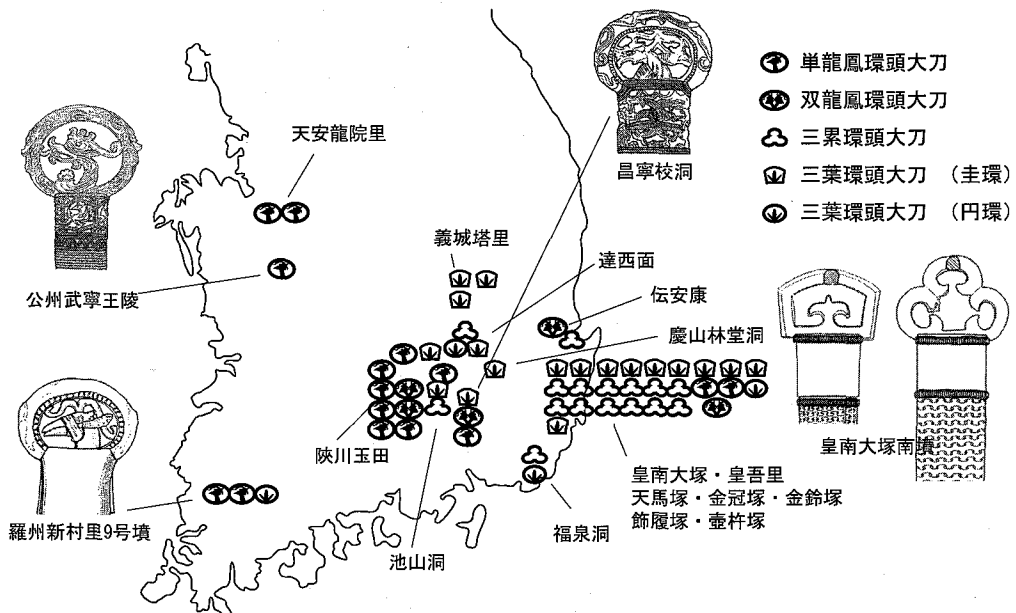 単龍鳳環頭大刀
双龍鳳環頭大刀
三累環頭大刀
三葉環頭大刀 (圭環)
三葉環頭大刀 (円環)
天安龍院里
昌寧校洞
義城塔里
達西面
伝安康
公州武寧王陵
慶山林堂洞
皇南大塚南墳
陜川玉田
皇南大塚・皇吾里
天馬塚・金冠塚・金鈴塚
飾履塚・壺杅塚
羅州新村里9号墳
福泉洞
池山洞